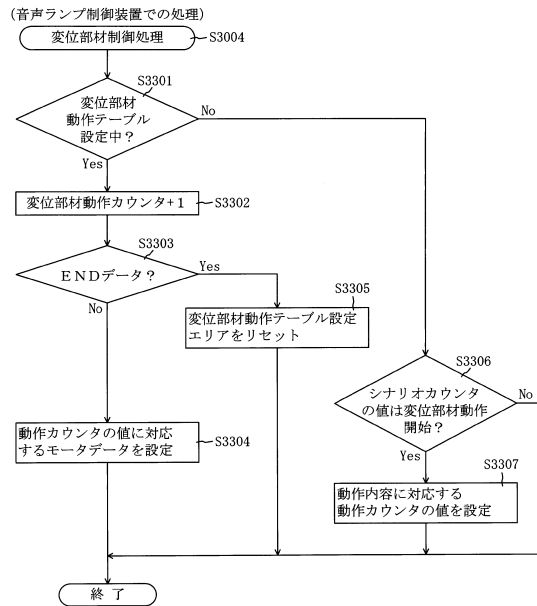 (音声ランプ制御装置での処理)
変位部材制御処理
S3004
S3301
変位部材
動作テーブル
設定中？
No
Yes
変位部材動作カウンタ+1
S3302
S3303
ENDデータ？
Yes
No
S3305
変位部材動作テーブル設定
エリアをリセット
S3306
シナリオカウンタ
の値は変位部材動作
開始？
No
Yes
動作カウンタの値に対応
するモータデータを設定
S3304
S3307
動作内容に対応する
動作カウンタの値を設定
終了